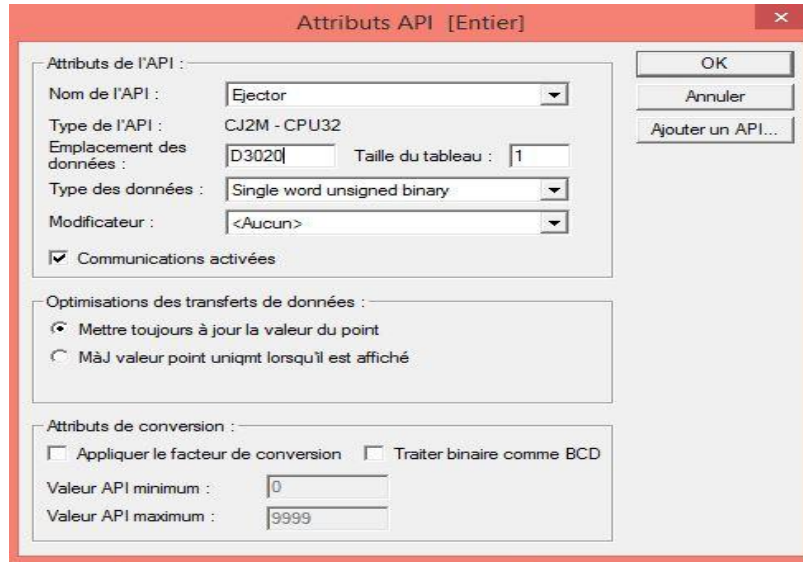 Attributs API [Entier]
Attributs de l'API :
Nom de l'API : Ejector
Type de l'API : CJ2M - CPU32
Emplacement des données : D3020 Taille du tableau : 1
Type des données : Single word unsigned binary
Modificateur : <Aucun>
Communications activées
Optimisations des transferts de données :
Mettre toujours à jour la valeur du point
MàJ valeur point uniqmt lorsqu'il est affiché
Attributs de conversion :
Appliquer le facteur de conversion Traiter binaire comme BCD
Valeur API minimum : 0
Valeur API maximum : 9999
OK
Annuler
Ajouter un API...